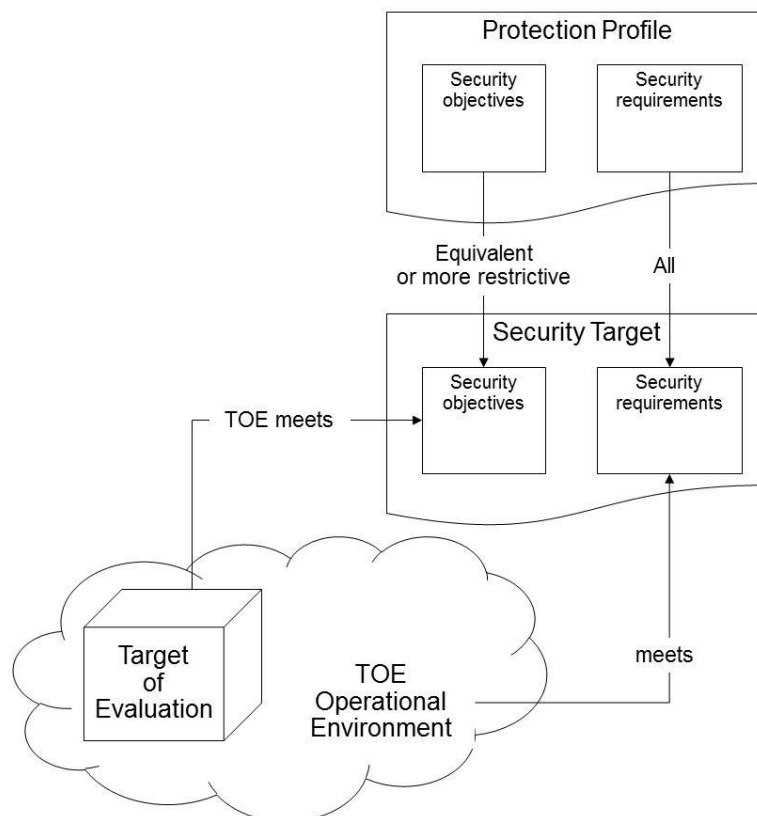 Protection Profile
Security
objectives
Security
requirements
Equivalent
or more restrictive
All
Security Target
Security
objectives
Security
requirements
TOE meets
Target
of
Evaluation
TOE
Operational
Environment
meets